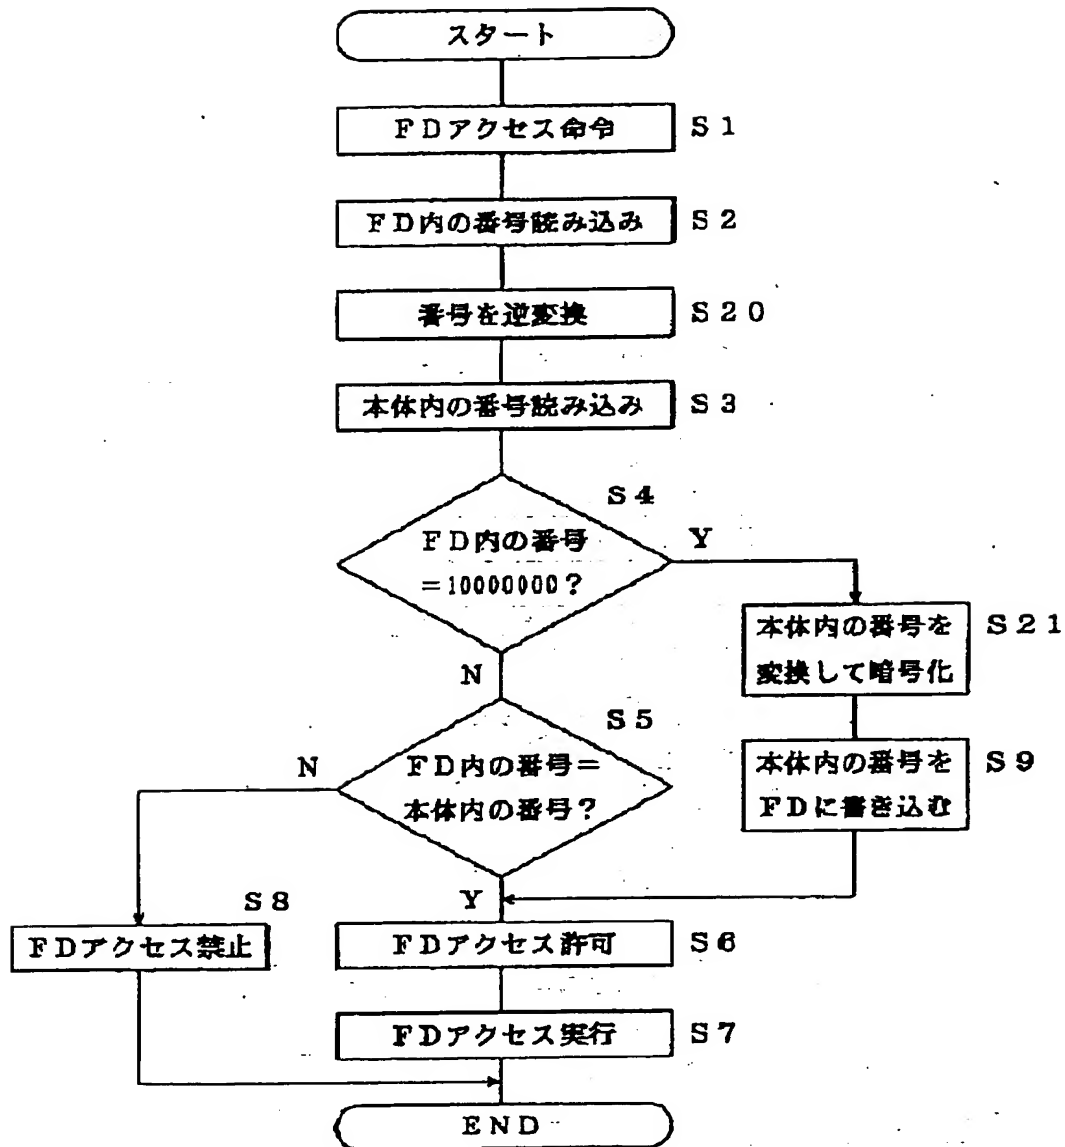 スタート
FDアクセス命令 S1
FD内の番号読み込み S2
番号を逆変換 S20
本体内の番号読み込み S3
S4
FD内の番号
=10000000?
Y
N
本体内の番号を
変換して暗号化
S21
S5
FD内の番号=
本体内の番号?
N
Y
本体内の番号を
FDに書き込む
S9
S8
FDアクセス禁止
FDアクセス許可 S6
FDアクセス実行 S7
END